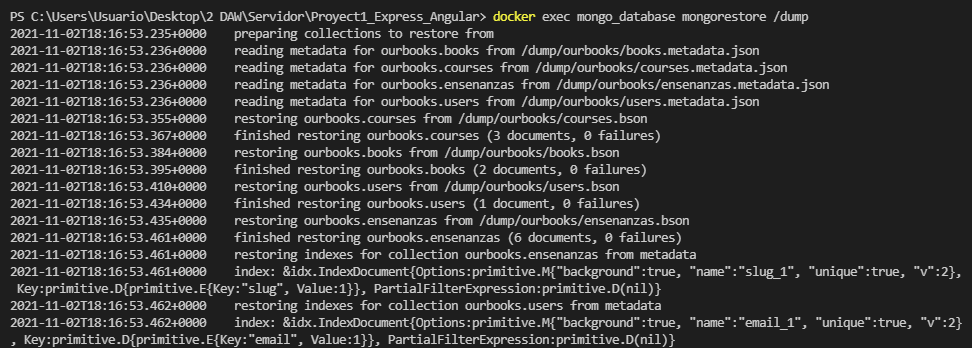 PS C:\Users\Usuario\Desktop\2 DAW\Servidor\Proyect1_Express_Angular> docker exec mongo_database mongorestore /dump
2021-11-02T18:16:53.235+0000    preparing collections to restore from
2021-11-02T18:16:53.236+0000    reading metadata for ourbooks.books from /dump/ourbooks/books.metadata.json
2021-11-02T18:16:53.236+0000    reading metadata for ourbooks.courses from /dump/ourbooks/courses.metadata.json
2021-11-02T18:16:53.236+0000    reading metadata for ourbooks.ensenanzas from /dump/ourbooks/ensenanzas.metadata.json
2021-11-02T18:16:53.236+0000    reading metadata for ourbooks.users from /dump/ourbooks/users.metadata.json
2021-11-02T18:16:53.355+0000    restoring ourbooks.courses from /dump/ourbooks/courses.bson
2021-11-02T18:16:53.367+0000    finished restoring ourbooks.courses (3 documents, 0 failures)
2021-11-02T18:16:53.384+0000    restoring ourbooks.books from /dump/ourbooks/books.bson
2021-11-02T18:16:53.395+0000    finished restoring ourbooks.books (2 documents, 0 failures)
2021-11-02T18:16:53.410+0000    restoring ourbooks.users from /dump/ourbooks/users.bson
2021-11-02T18:16:53.434+0000    finished restoring ourbooks.users (1 document, 0 failures)
2021-11-02T18:16:53.435+0000    restoring ourbooks.ensenanzas from /dump/ourbooks/ensenanzas.bson
2021-11-02T18:16:53.461+0000    finished restoring ourbooks.ensenanzas (6 documents, 0 failures)
2021-11-02T18:16:53.461+0000    restoring indexes for collection ourbooks.ensenanzas from metadata
2021-11-02T18:16:53.461+0000    index: &idx.IndexDocument{Options:primitive.M{"background":true, "name":"slug_1", "unique":true, "v":2},
 Key:primitive.D{primitive.E{Key:"slug", Value:1}}, PartialFilterExpression:primitive.D(nil)}
2021-11-02T18:16:53.462+0000    restoring indexes for collection ourbooks.users from metadata
2021-11-02T18:16:53.462+0000    index: &idx.IndexDocument{Options:primitive.M{"background":true, "name":"email_1", "unique":true, "v":2}
, Key:primitive.D{primitive.E{Key:"email", Value:1}}, PartialFilterExpression:primitive.D(nil)}